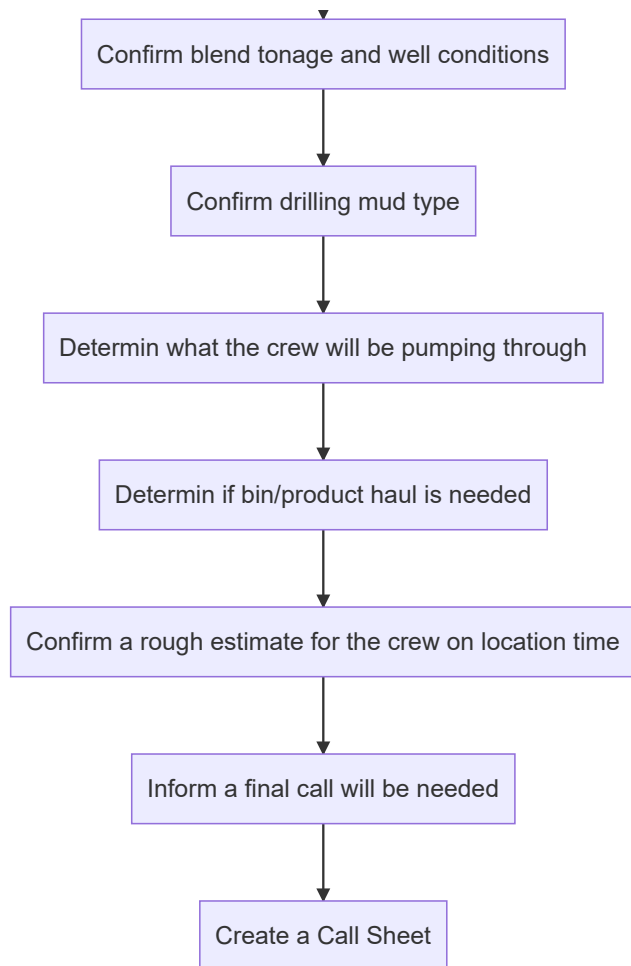 Confirm blend tonage and well conditions
Confirm drilling mud type
Determin what the crew will be pumping through
Determin if bin/product haul is needed
Confirm a rough estimate for the crew on location time
Inform a final call will be needed
Create a Call Sheet